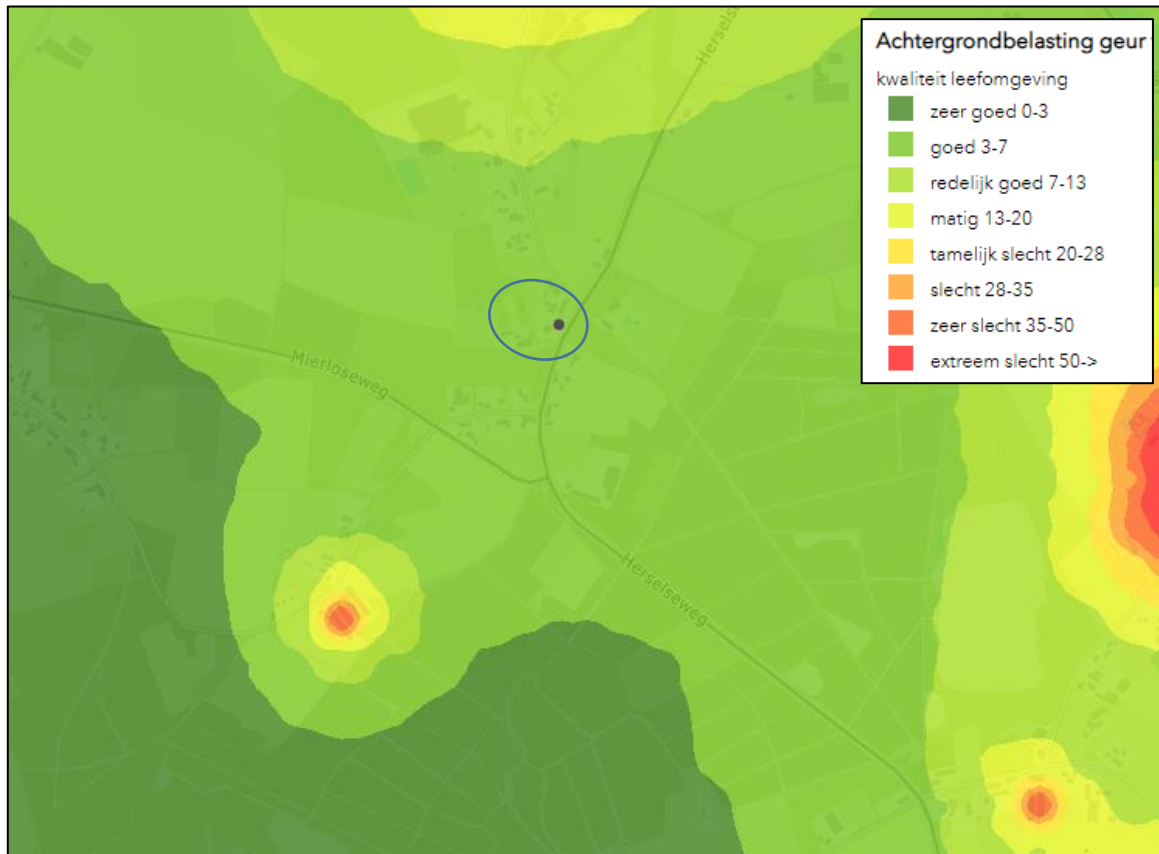 Achtergrondbelasting geur
kwaliteit leefomgeving
zeer goed 0-3
goed 3-7
redelijk goed 7-13
matig 13-20
tamelijk slecht 20-28
slecht 28-35
zeer slecht 35-50
extreem slecht 50->
Mierloseweg
Herselseweg